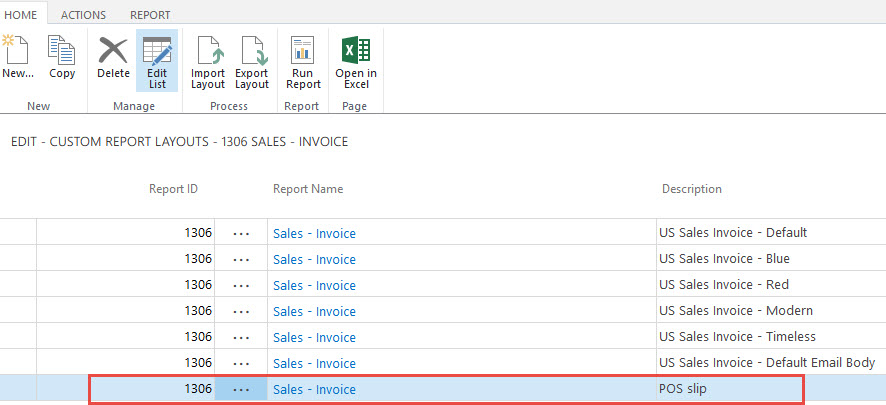 HOME ACTIONS REPORT
New... Copy Delete Edit List Import Layout Export Layout Run Report Open in Excel
New Manage Process Report Page
EDIT - CUSTOM REPORT LAYOUTS - 1306 SALES - INVOICE
Report ID Report Name Description
1306 ... Sales - Invoice US Sales Invoice - Default
1306 ... Sales - Invoice US Sales Invoice - Blue
1306 ... Sales - Invoice US Sales Invoice - Red
1306 ... Sales - Invoice US Sales Invoice - Modern
1306 ... Sales - Invoice US Sales Invoice - Timeless
1306 ... Sales - Invoice US Sales Invoice - Default Email Body
1306 ... Sales - Invoice POS slip